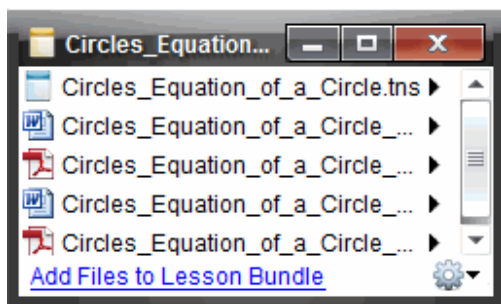 Circles_Equation...
Circles_Equation_of_a_Circle.tns
Circles_Equation_of_a_Circle_...
Circles_Equation_of_a_Circle_...
Circles_Equation_of_a_Circle_...
Circles_Equation_of_a_Circle_...
Add Files to Lesson Bundle